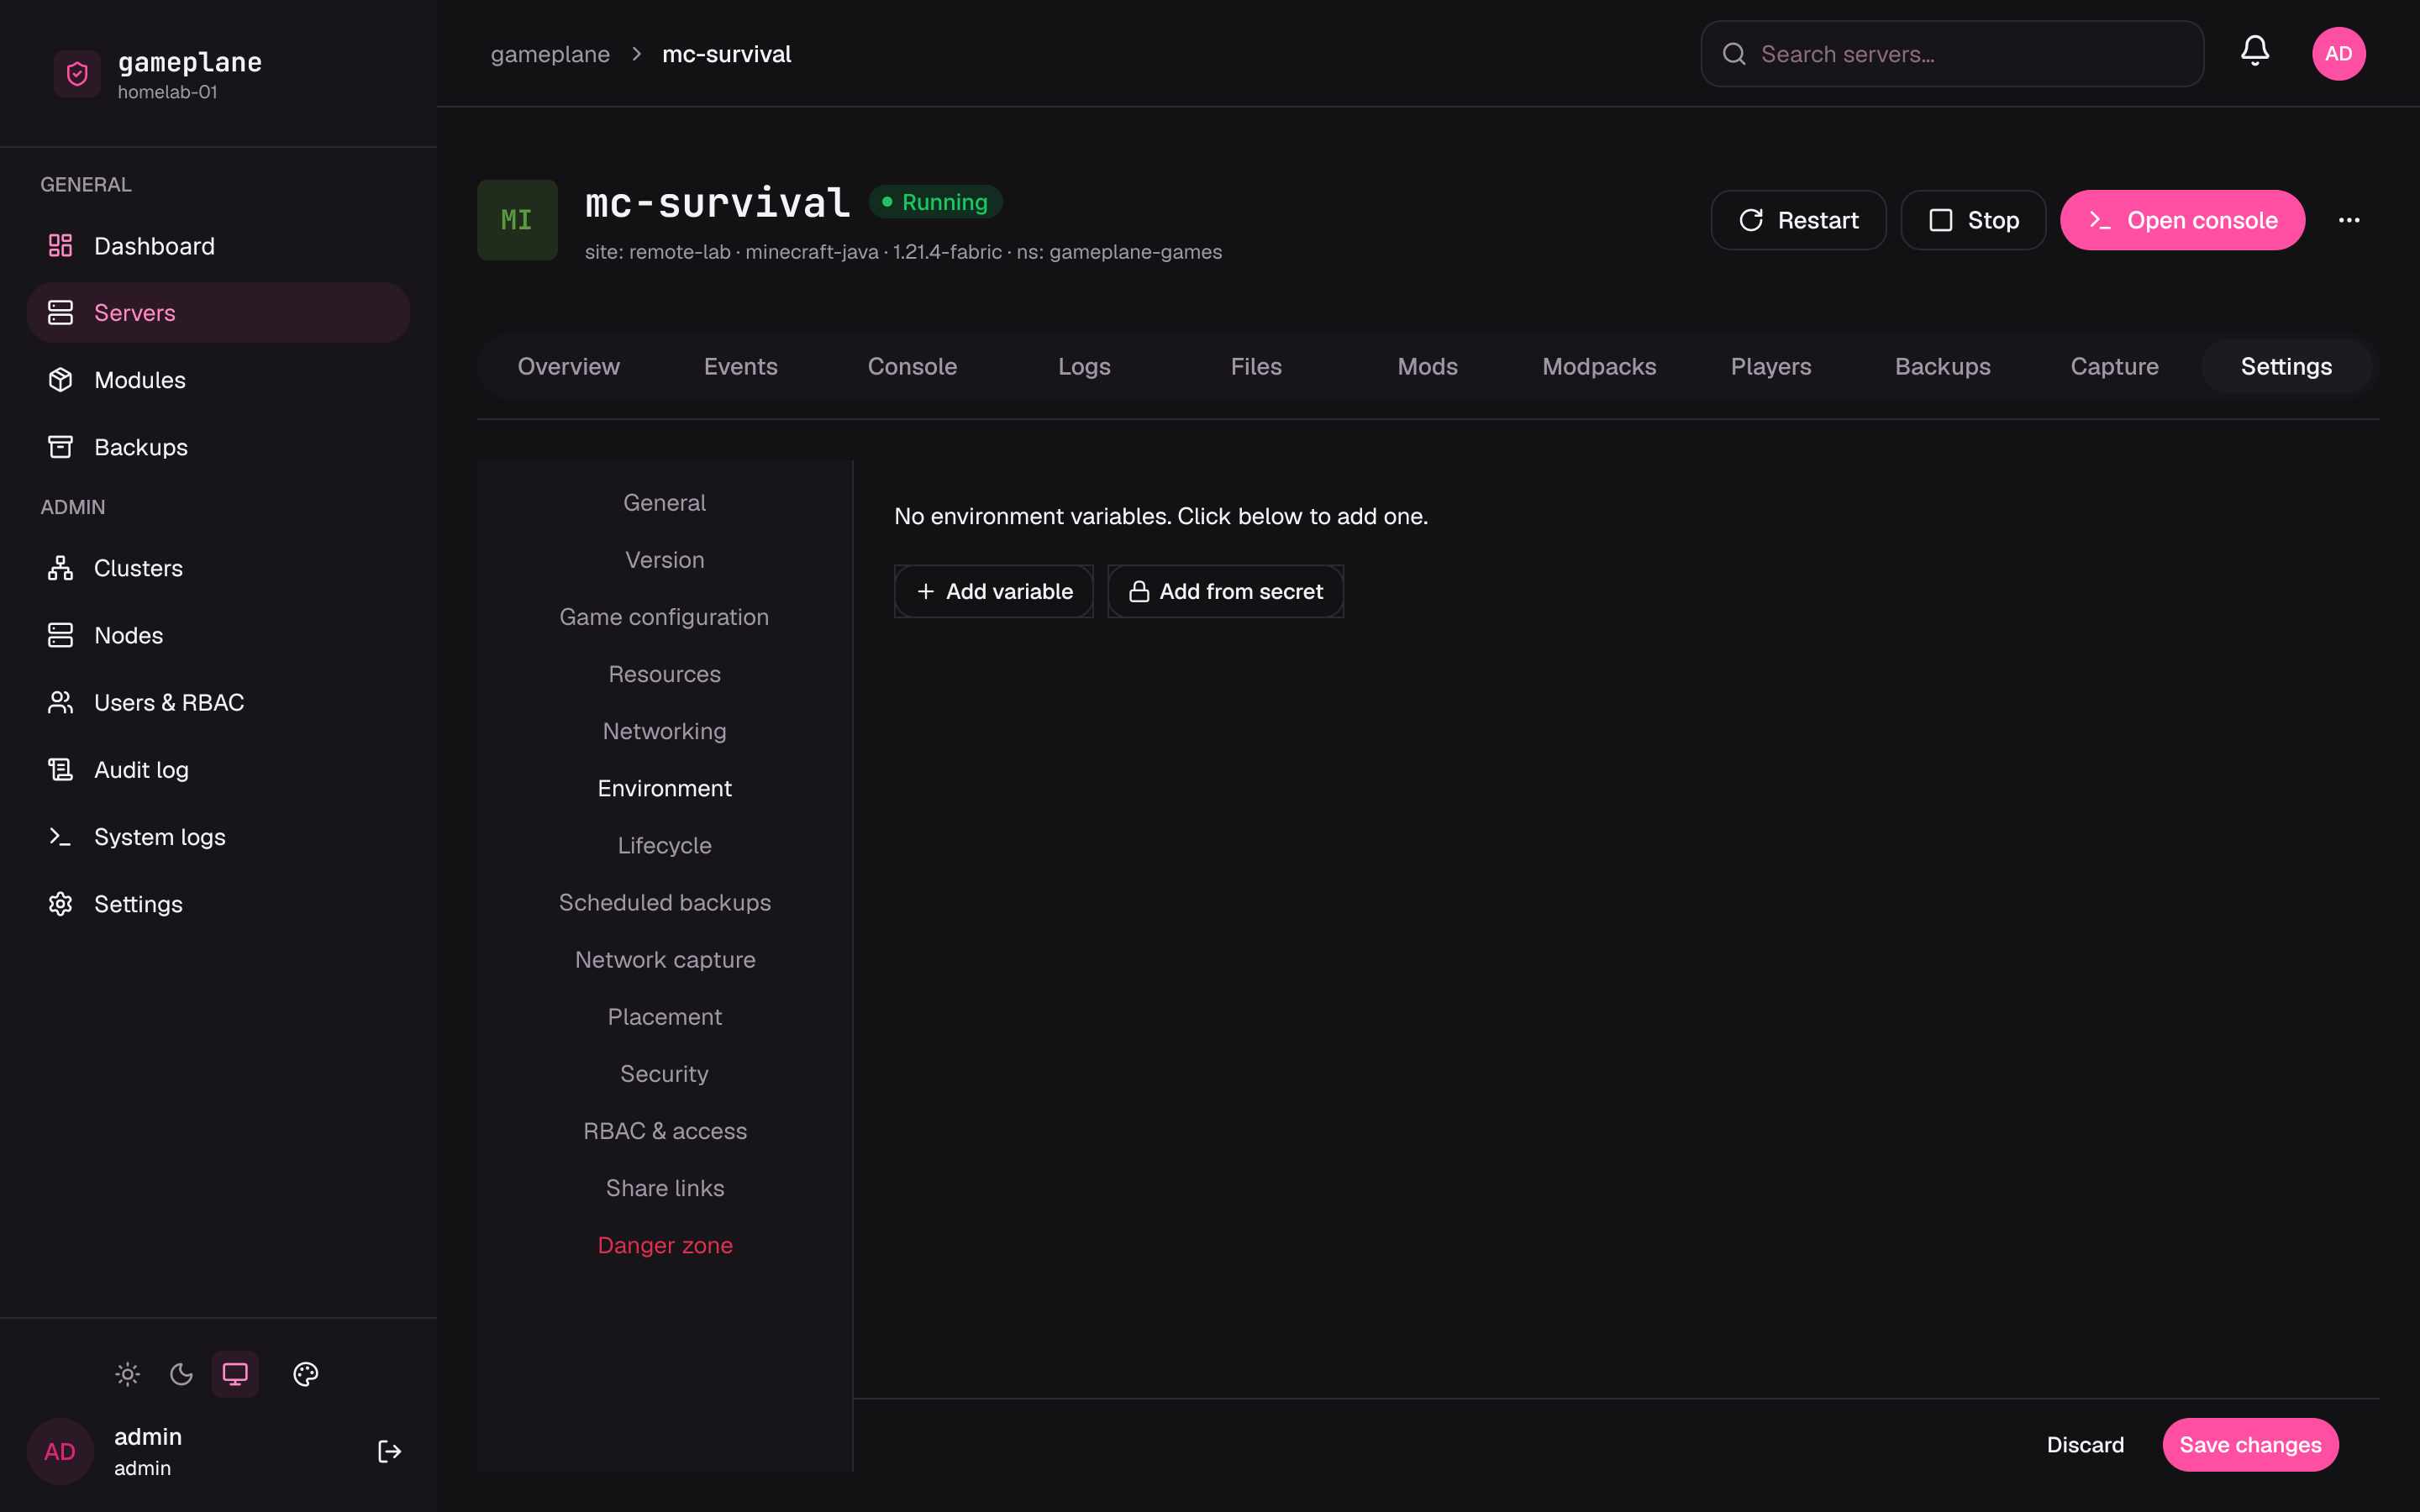 gameplane
homelab-01
GENERAL
Dashboard
Servers
Modules
Backups
ADMIN
Clusters
Nodes
Users & RBAC
Audit log
System logs
Settings
AD
admin
admin
gameplane > mc-survival
Search servers...
AD
MI
mc-survival
Running
site: remote-lab · minecraft-java · 1.21.4-fabric · ns: gameplane-games
Restart
Stop
Open console
Overview
Events
Console
Logs
Files
Mods
Modpacks
Players
Backups
Capture
Settings
General
Version
Game configuration
Resources
Networking
Environment
Lifecycle
Scheduled backups
Network capture
Placement
Security
RBAC & access
Share links
Danger zone
No environment variables. Click below to add one.
Add variable
Add from secret
Discard
Save changes